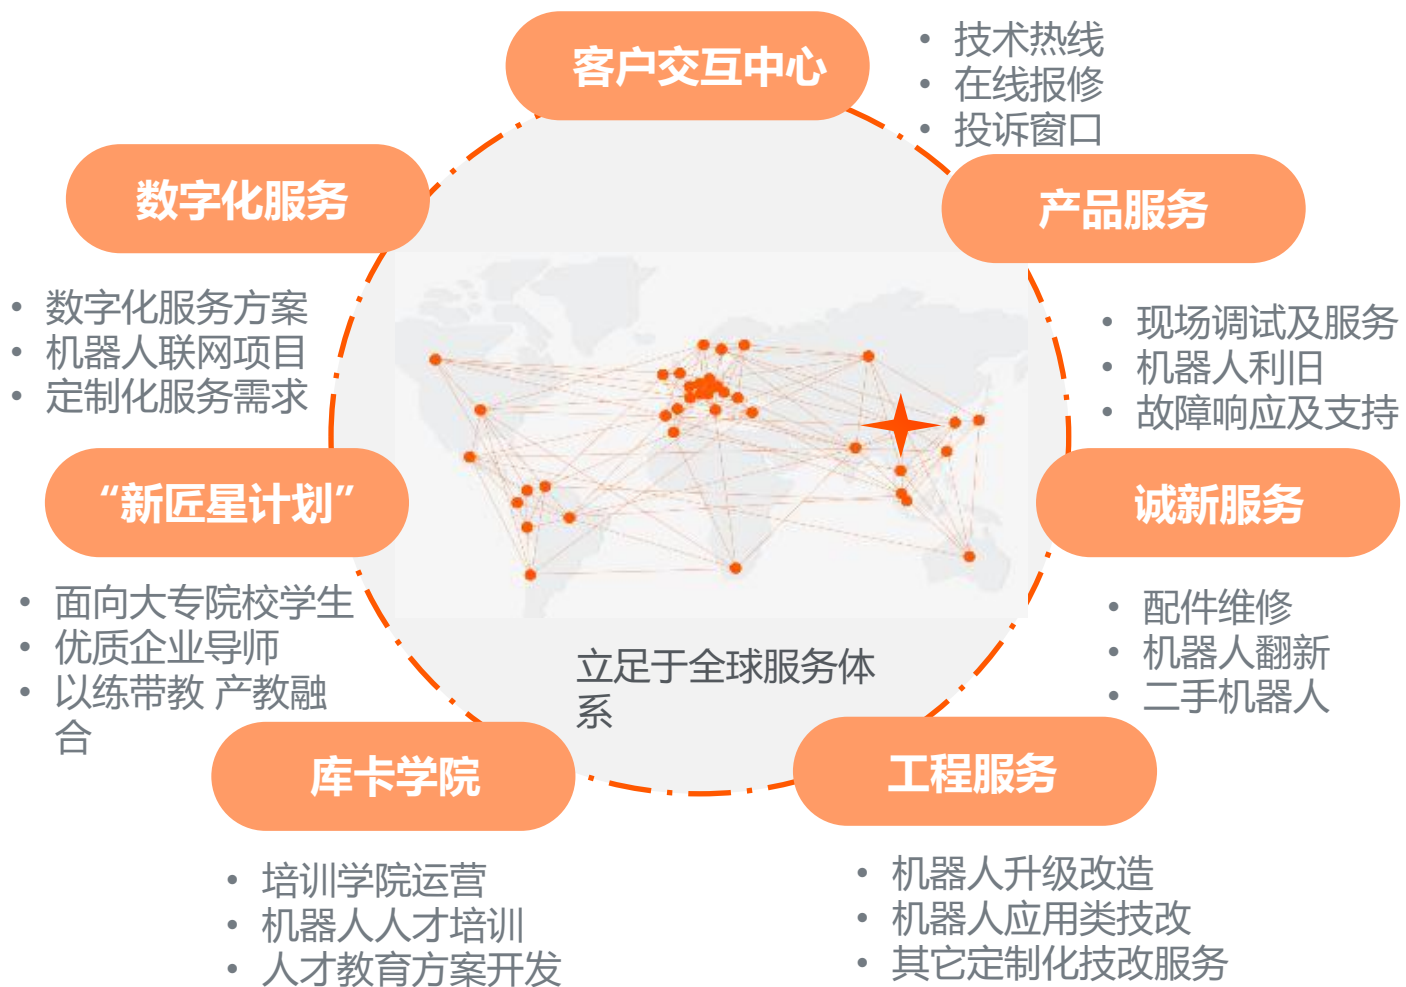 客户交互中心
• 技术热线
• 在线报修
• 投诉窗口
产品服务
• 现场调试及服务
• 机器人利旧
• 故障响应及支持
诚新服务
• 配件维修
• 机器人翻新
• 二手机器人
工程服务
• 机器人升级改造
• 机器人应用类技改
• 其它定制化技改服务
库卡学院
• 培训学院运营
• 机器人人才培训
• 人才教育方案开发
“新匠星计划”
• 面向大专院校学生
• 优质企业导师
• 以练带教 产教融
合
数字化服务
• 数字化服务方案
• 机器人联网项目
• 定制化服务需求
立足于全球服务体
系